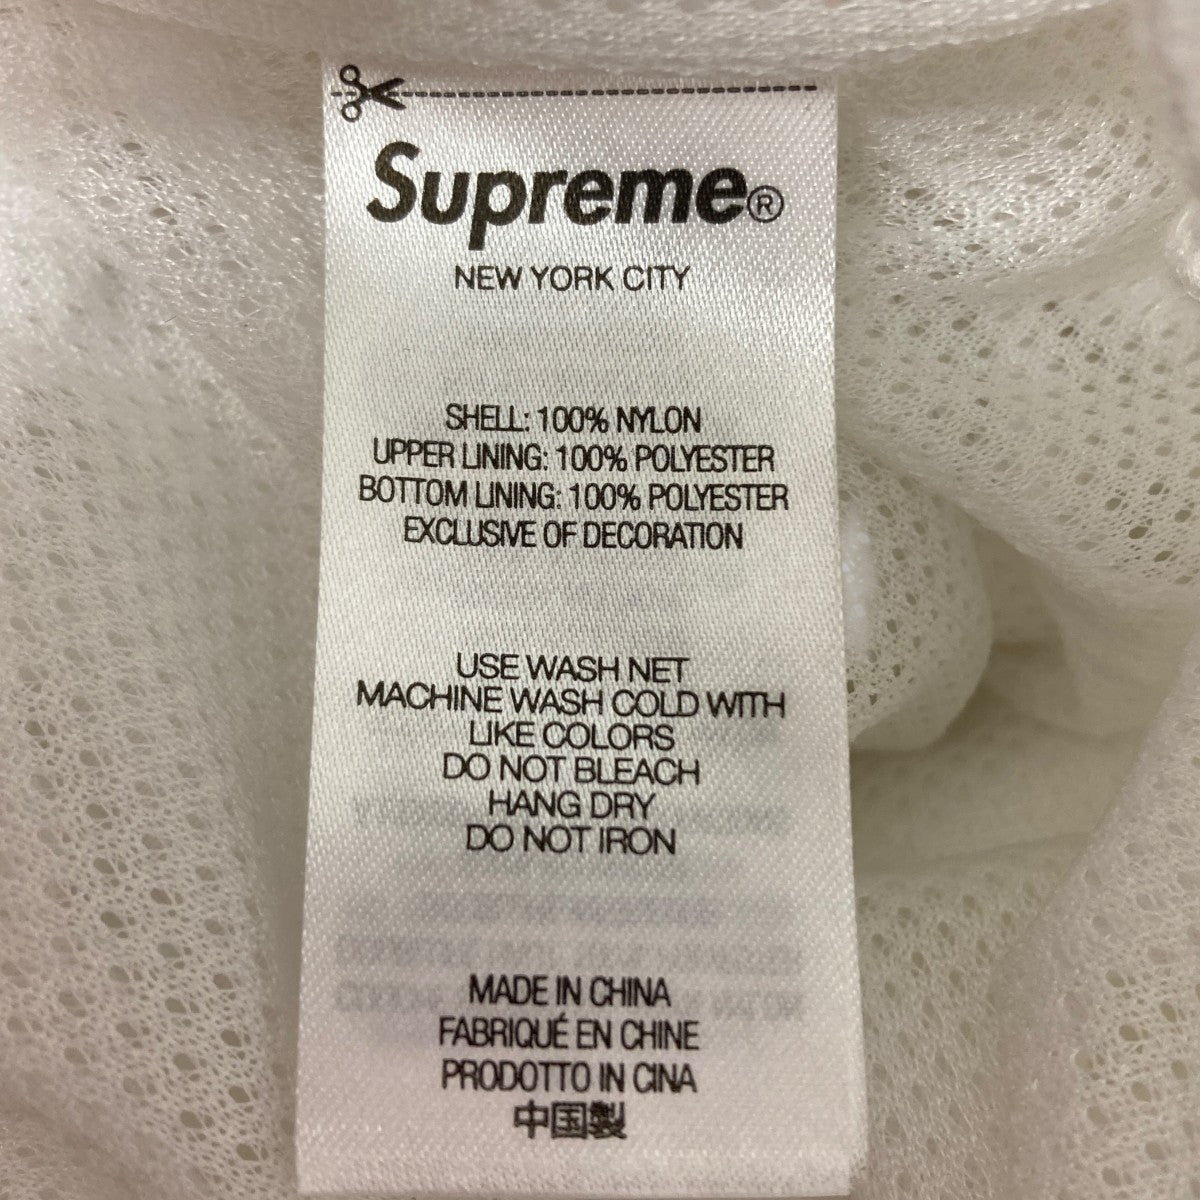 Supreme®
NEW YORK CITY
SHELL: 100% NYLON
UPPER LINING: 100% POLYESTER
BOTTOM LINING: 100% POLYESTER
EXCLUSIVE OF DECORATION
USE WASH NET
MACHINE WASH COLD WITH
LIKE COLORS
DO NOT BLEACH
HANG DRY
DO NOT IRON
MADE IN CHINA
FABRIQUÉ EN CHINE
PRODOTTO IN CINA
中国製